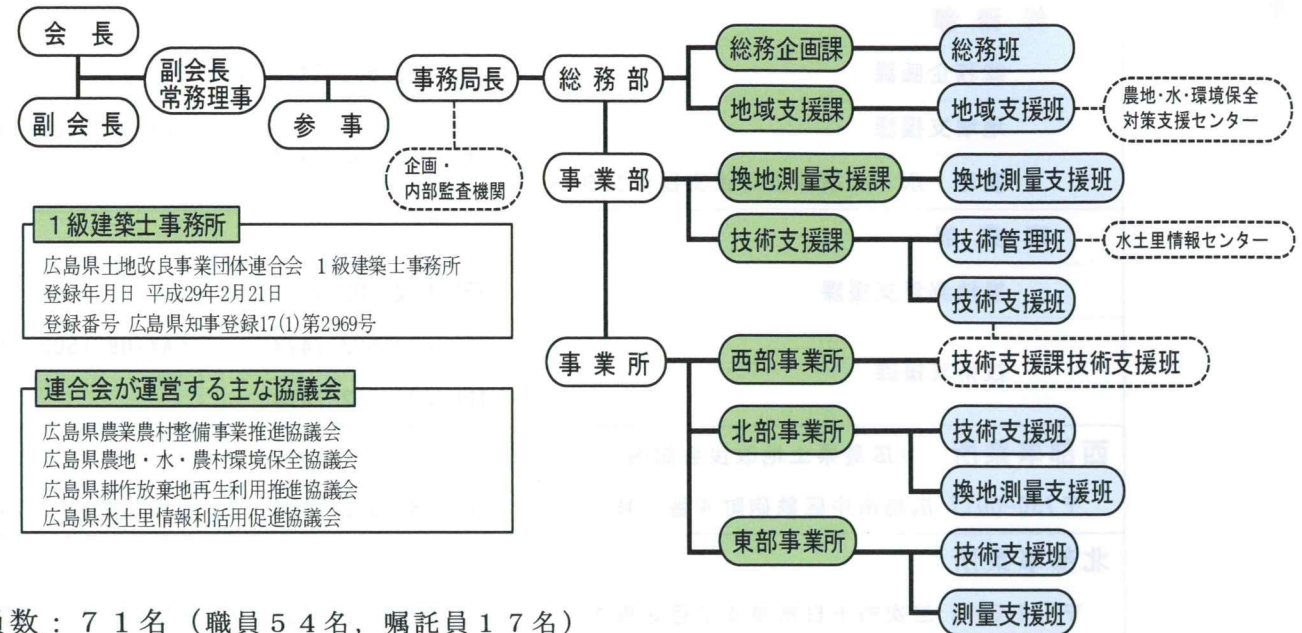 会長
副会長
副会長
常務理事
参事
事務局長
企画・
内部監査機関
総務部
総務企画課
総務班
地域支援課
地域支援班
農地・水・環境保全
対策支援センター
事業部
換地測量支援課
換地測量支援班
技術支援課
技術管理班
水土里情報センター
技術支援班
事業所
西部事業所
技術支援課技術支援班
北部事業所
技術支援班
換地測量支援班
東部事業所
技術支援班
測量支援班
1級建築士事務所
広島県土地改良事業団体連合会 1級建築士事務所
登録年月日 平成29年2月21日
登録番号 広島県知事登録17(1)第2969号
連合会が運営する主な協議会
広島県農業農村整備事業推進協議会
広島県農地・水・農村環境保全協議会
広島県耕作放棄地再生利用推進協議会
広島県水土里情報利活用促進協議会
員数：71名（職員54名，嘱託員17名）